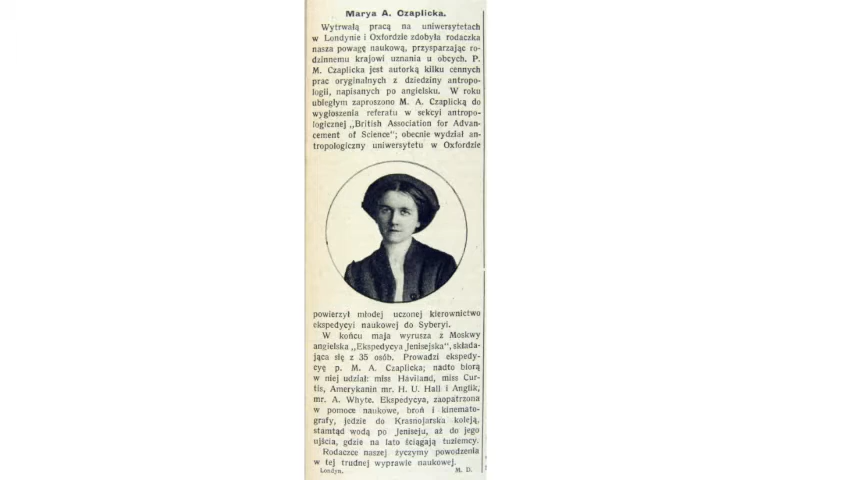 Marya A. Czaplicka.
Wytrwałą pracą na uniwersytetach
w Londynie i Oxfordzie zdobyła rodaczka
nasza powagę naukową, przysparzając ro-
dzinnemu krajowi uznania u obcych. P.
M. Czaplicka jest autorką kilku cennych
prac oryginalnych z dziedziny antropo-
logii, napisanych po angielsku. W roku
ubiegłym zaproszono M. A. Czaplicką do
wygłoszenia referatu w sekcyi antropo-
logicznej „British Association for Advan-
cement of Science"; obecnie wydział an-
tropologiczny uniwersytetu w Oxfordzie
powierzył młodej uczonej kierownictwo
ekspedycyi naukowej do Syberyi.
W końcu maja wyrusza z Moskwy
angielska „Ekspedycya Jenisejska", składa-
jąca się z 35 osób. Prowadzi ekspedy-
cyę p. M. A. Czaplicka; nadto biorą
w niej udział: miss Haviland, miss Cur-
tis, Amerykanin mr. H. U. Hall i Anglik,
mr. A. Whyte. Ekspedycya, zaopatrzona
w pomoce naukowe, broń i kinemato-
grafy, jedzie do Krasnojarska koleją,
stamtąd wodą po Jeniseju, aż do jego
ujścia, gdzie na lato ściągają tuziemcy.
Rodaczce naszej życzymy powodzenia
w tej trudnej wyprawie naukowej.
Londyn. M. D.